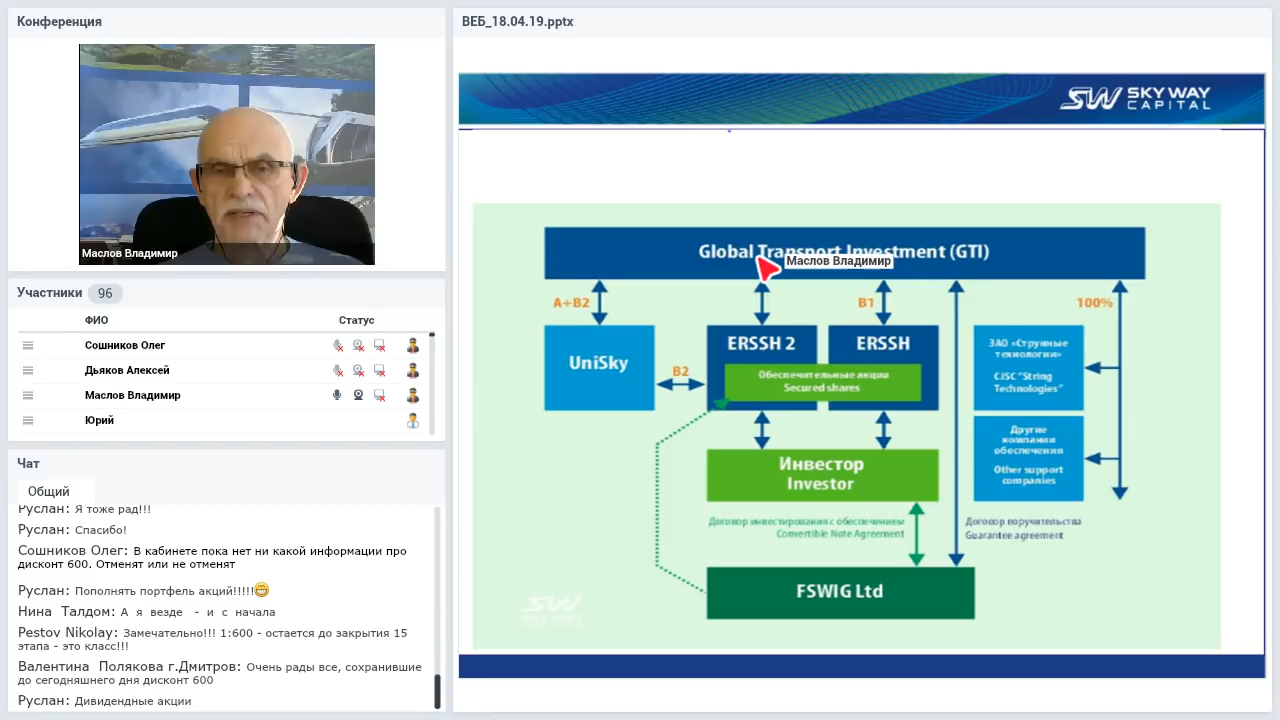 Конференция
Маслов Владимир
Участники 96
ФИО Статус
Сошников Олег
Дьяков Алексей
Маслов Владимир
Юрий
Чат
Общий
Руслан: Я тоже рад!!!
Руслан: Спасибо!
Сошников Олег: В кабинете пока нет ни какой информации про
дисконт 600. Отменят или не отменят
Руслан: Пополнять портфель акций!!!!!😁
Нина Талдом: А я везде - и с начала
Pestov Nikolay: Замечательно!!! 1:600 - остается до закрытия 15
этапа - это класс!!!
Валентина Полякова г.Дмитров: Очень рады все, сохранившие
до сегодняшнего дня дисконт 600
Руслан: Дивидендные акции
ВЕБ_18.04.19.pptx
SW SKY WAY
CAPITAL
Global Transport Investment (GTI)
Маслов Владимир
A+B2
B1
100%
UniSky
B2
ERSSH 2
ERSSH
Обеспечительные акции
Secured shares
ЗАО «Струнные
технологии»
CJSC "String
Technologies"
Другие
компании
обеспечения
Other support
companies
Инвестор
Investor
Договор инвестирования с обеспечением
Convertible Note Agreement
Договор поручительства
Guarantee agreement
FSWIG Ltd
SW
SKY WAY
CAPITAL